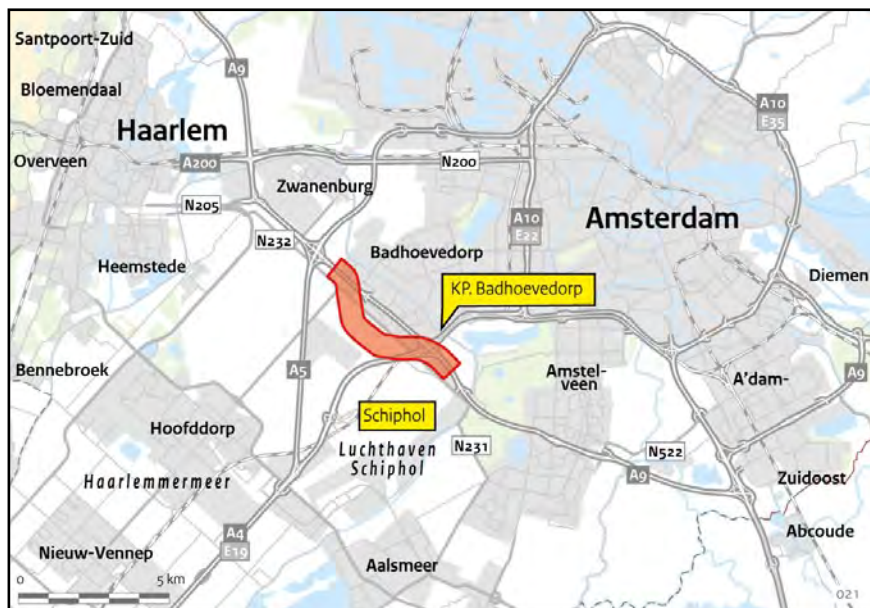 Santpoort-Zuid
Bloemendaal
A9
A10
E35
Haarlem
Overveen
A200
N200
Zwanenburg
N205
A10
E22
Amsterdam
N232
Badhoevedorp
Heemstede
KP. Badhoevedorp
Diemen
Bennebroek
A5
Amstel-
veen
A'dam-
A9
Schiphol
Hoofddorp
Luchthaven
Schiphol
N231
N522
Haarlemmermeer
A9
Zuidoost
A4
E19
Abcoude
Nieuw-Vennep
Aalsmeer
0 5 km
021